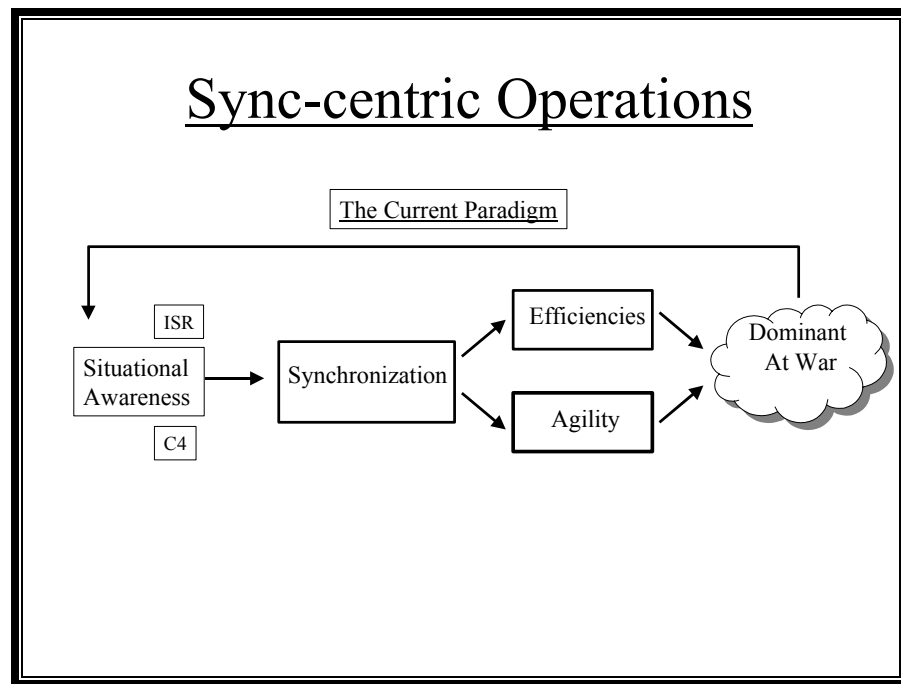 Sync-centric Operations
The Current Paradigm
ISR
Situational
Awareness
C4
Synchronization
Efficiencies
Agility
Dominant
At War